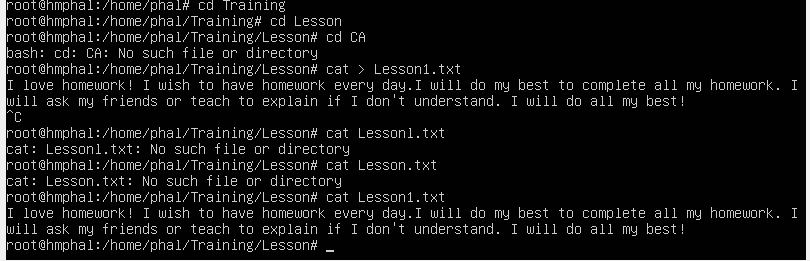 root@hmphal:/home/phal# cd Training
root@hmphal:/home/phal/Training# cd Lesson
root@hmphal:/home/phal/Training/Lesson# cd CA
bash: cd: CA: No such file or directory
root@hmphal:/home/phal/Training/Lesson# cat > Lesson1.txt
I love homework! I wish to have homework every day.I will do my best to complete all my homework. I
will ask my friends or teach to explain if I don't understand. I will do all my best!
^C
root@hmphal:/home/phal/Training/Lesson# cat Lessonl.txt
cat: Lessonl.txt: No such file or directory
root@hmphal:/home/phal/Training/Lesson# cat Lesson.txt
cat: Lesson.txt: No such file or directory
root@hmphal:/home/phal/Training/Lesson# cat Lesson1.txt
I love homework! I wish to have homework every day.I will do my best to complete all my homework. I
will ask my friends or teach to explain if I don't understand. I will do all my best!
root@hmphal:/home/phal/Training/Lesson# _